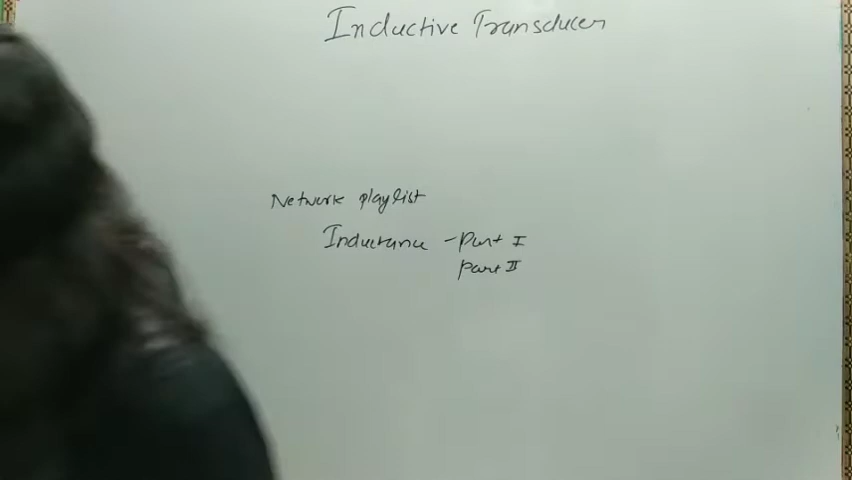 Inductive Transducer
Network playlist
Inductance - Part I
Part II